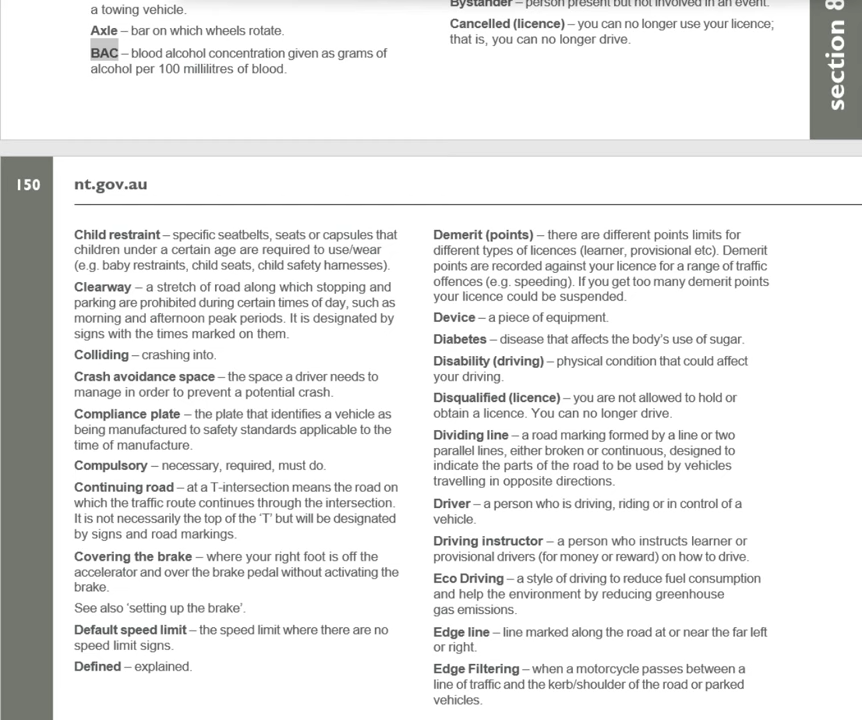 a towing vehicle.
Axle – bar on which wheels rotate.
BAC – blood alcohol concentration given as grams of
alcohol per 100 millilitres of blood.
Bystander – person present but not involved in an event.
Cancelled (licence) – you can no longer use your licence;
that is, you can no longer drive.
section 8
150
nt.gov.au
Child restraint – specific seatbelts, seats or capsules that
children under a certain age are required to use/wear
(e.g. baby restraints, child seats, child safety harnesses).
Clearway – a stretch of road along which stopping and
parking are prohibited during certain times of day, such as
morning and afternoon peak periods. It is designated by
signs with the times marked on them.
Colliding – crashing into.
Crash avoidance space – the space a driver needs to
manage in order to prevent a potential crash.
Compliance plate – the plate that identifies a vehicle as
being manufactured to safety standards applicable to the
time of manufacture.
Compulsory – necessary, required, must do.
Continuing road – at a T-intersection means the road on
which the traffic route continues through the intersection.
It is not necessarily the top of the ‘T’ but will be designated
by signs and road markings.
Covering the brake – where your right foot is off the
accelerator and over the brake pedal without activating the
brake.
See also ‘setting up the brake’.
Default speed limit – the speed limit where there are no
speed limit signs.
Defined – explained.
Demerit (points) – there are different points limits for
different types of licences (learner, provisional etc). Demerit
points are recorded against your licence for a range of traffic
offences (e.g. speeding). If you get too many demerit points
your licence could be suspended.
Device – a piece of equipment.
Diabetes – disease that affects the body’s use of sugar.
Disability (driving) – physical condition that could affect
your driving.
Disqualified (licence) – you are not allowed to hold or
obtain a licence. You can no longer drive.
Dividing line – a road marking formed by a line or two
parallel lines, either broken or continuous, designed to
indicate the parts of the road to be used by vehicles
travelling in opposite directions.
Driver – a person who is driving, riding or in control of a
vehicle.
Driving instructor – a person who instructs learner or
provisional drivers (for money or reward) on how to drive.
Eco Driving – a style of driving to reduce fuel consumption
and help the environment by reducing greenhouse
gas emissions.
Edge line – line marked along the road at or near the far left
or right.
Edge Filtering – when a motorcycle passes between a
line of traffic and the kerb/shoulder of the road or parked
vehicles.